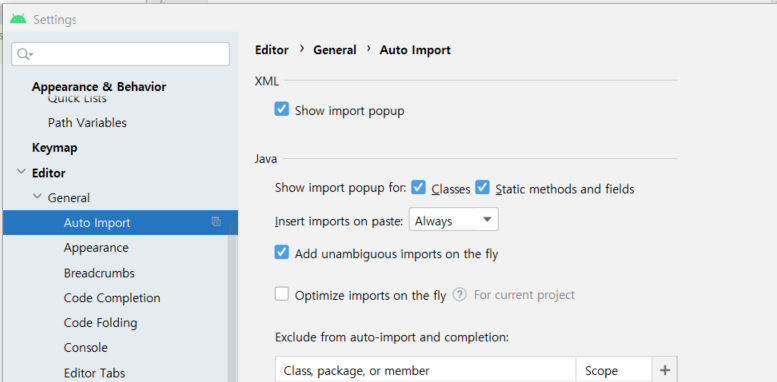 Settings
Appearance & Behavior
Quick Lists
Path Variables
Keymap
Editor
General
Auto Import
Appearance
Breadcrumbs
Code Completion
Code Folding
Console
Editor Tabs
Editor › General › Auto Import
XML
Show import popup
Java
Show import popup for: Classes Static methods and fields
Insert imports on paste: Always
Add unambiguous imports on the fly
Optimize imports on the fly ? For current project
Exclude from auto-import and completion:
Class, package, or member Scope +